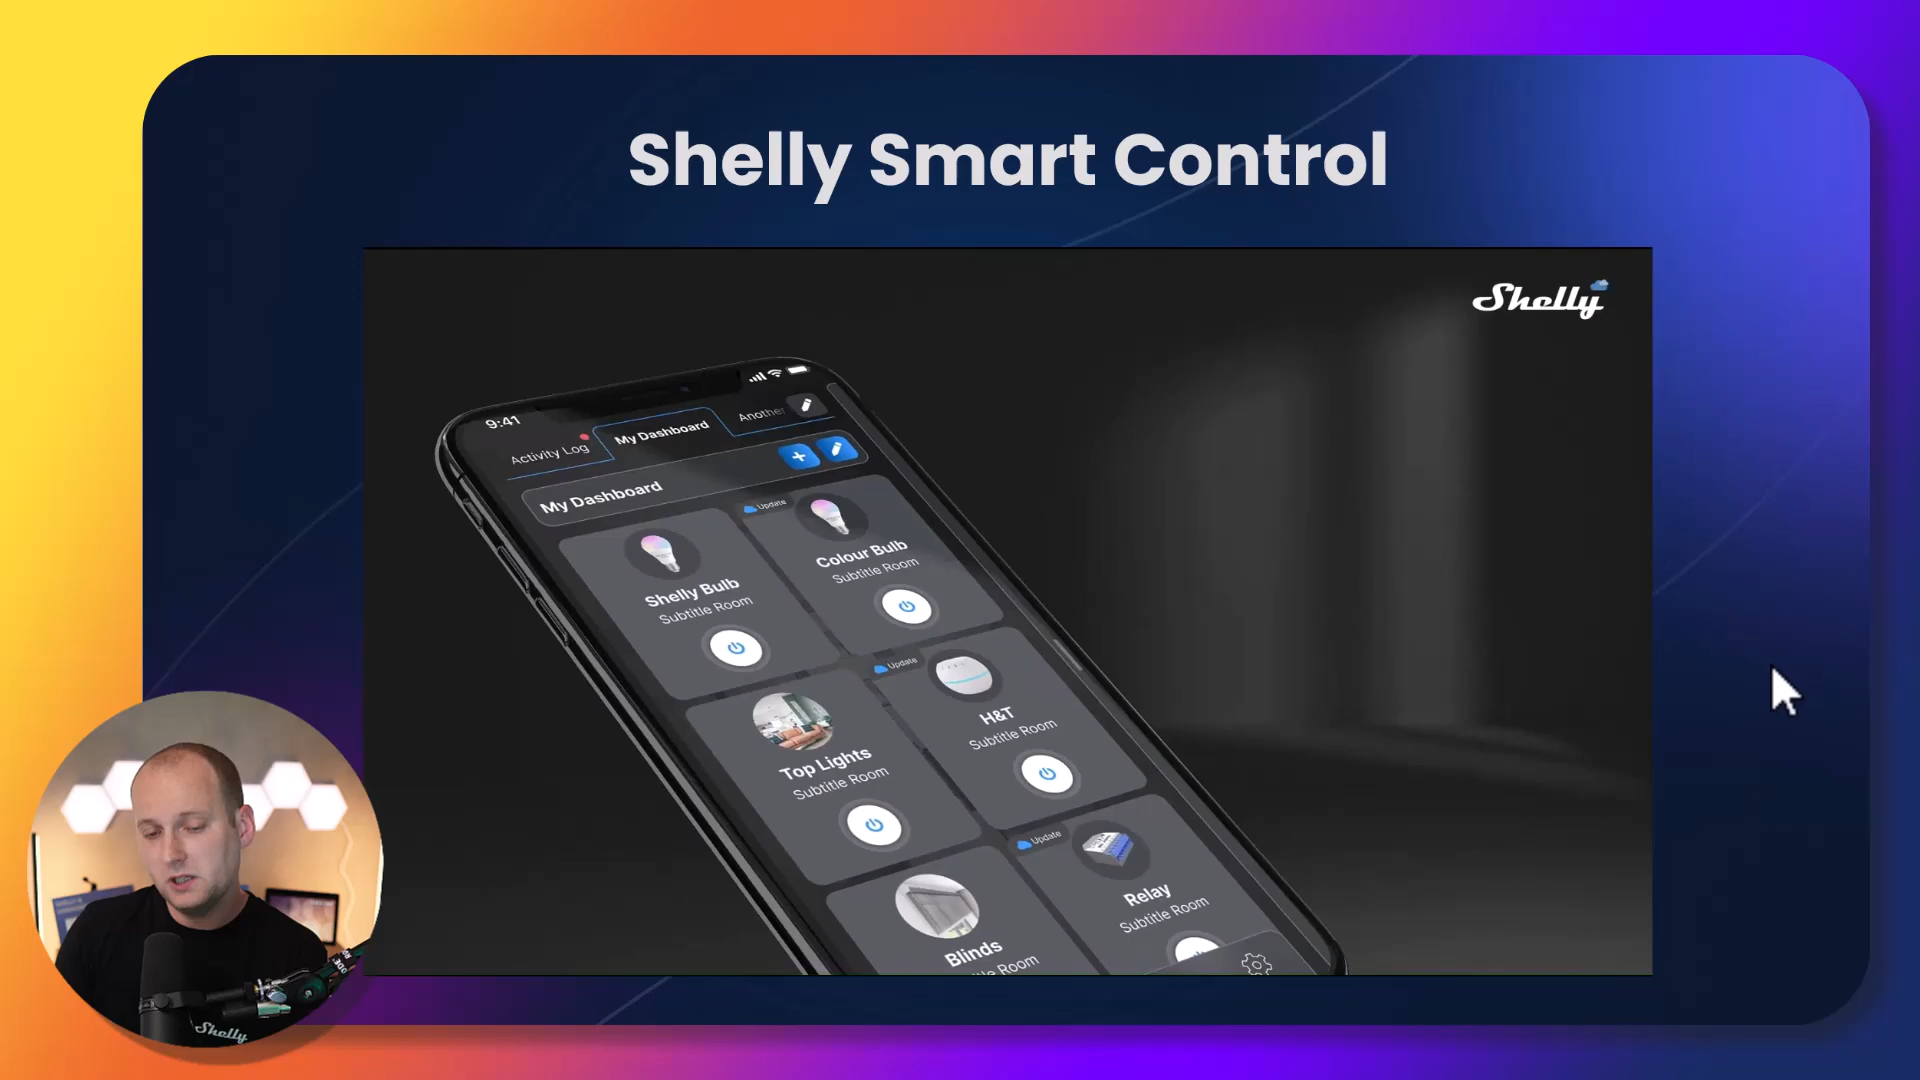 Shelly Smart Control
Shelly
9:41
Activity Log
My Dashboard
Another
My Dashboard
Update
Shelly Bulb
Subtitle Room
Colour Bulb
Subtitle Room
Update
Top Lights
Subtitle Room
H&T
Subtitle Room
Update
Blinds
Subtitle Room
Relay
Subtitle Room
Shelly